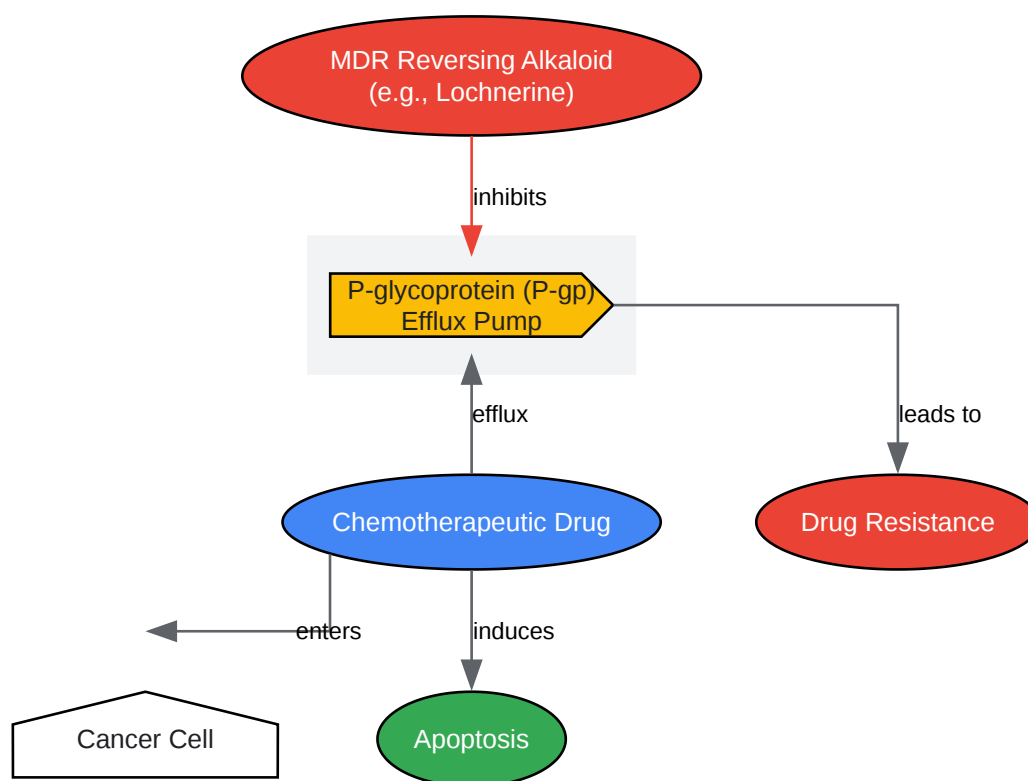 MDR Reversing Alkaloid
(e.g., Lochnerine)
inhibits
P-glycoprotein (P-gp)
Efflux Pump
efflux
leads to
Chemotherapeutic Drug
Drug Resistance
enters
induces
Cancer Cell
Apoptosis